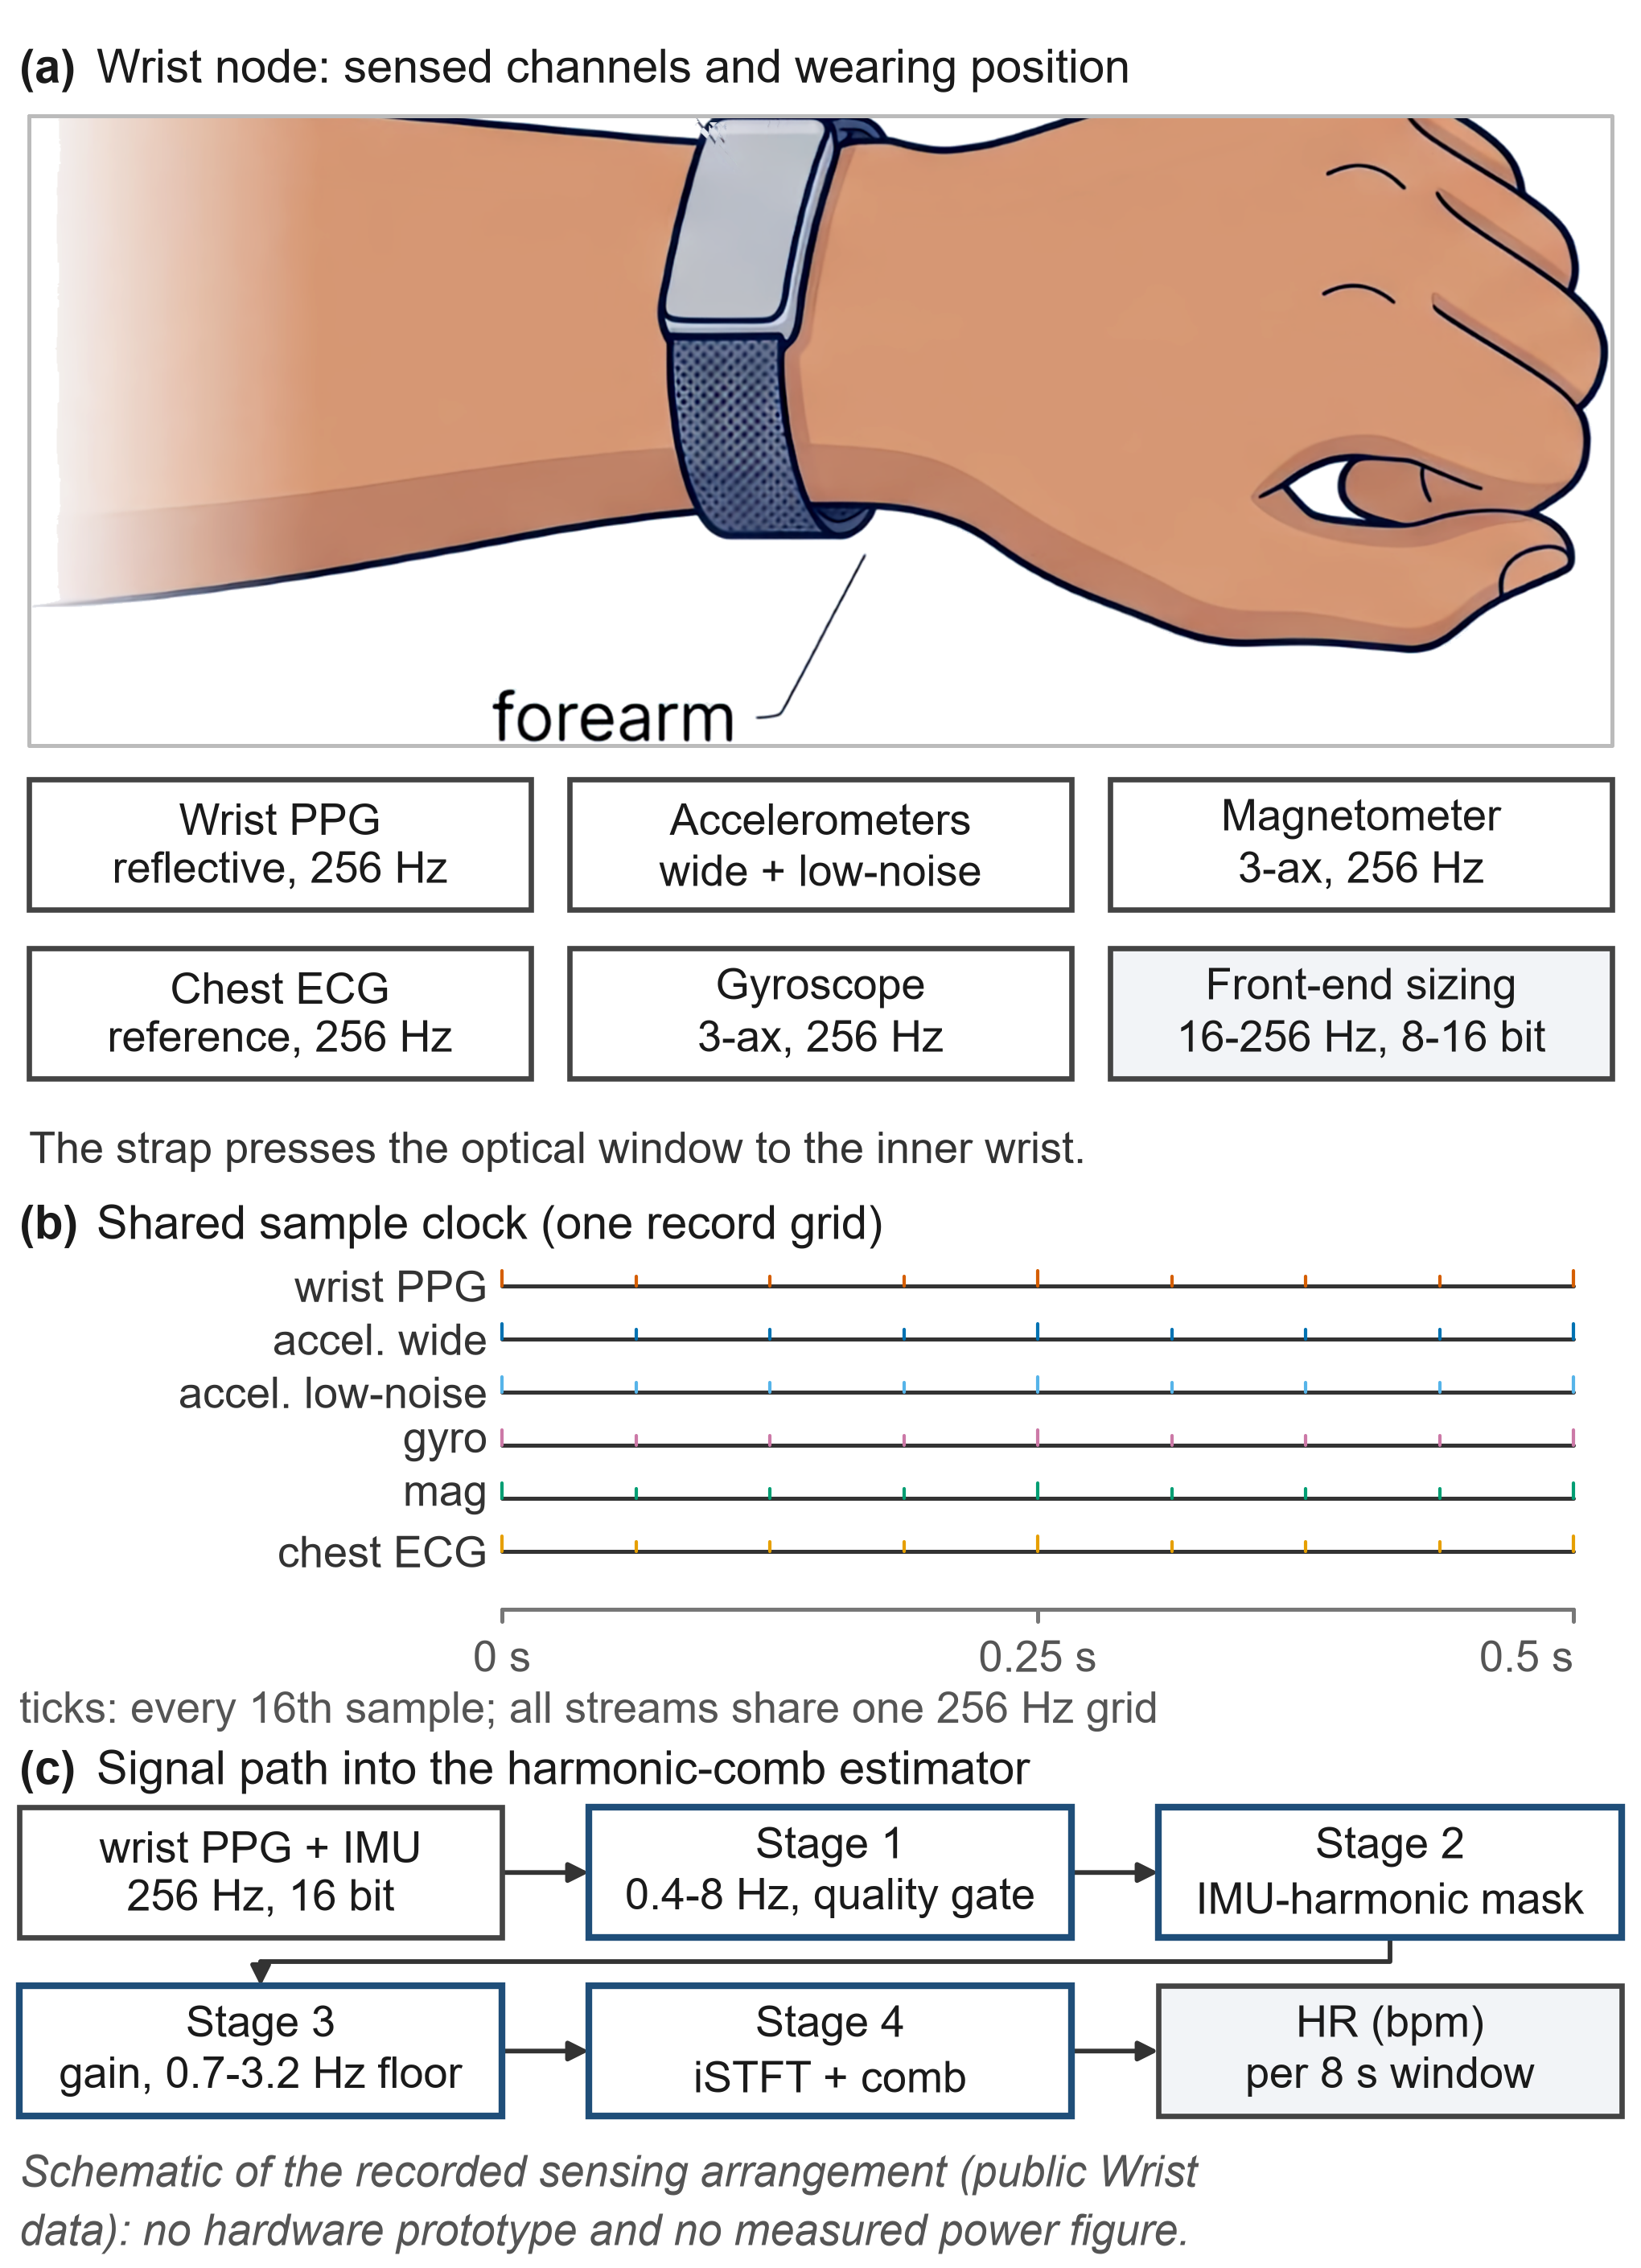 (a) Wrist node: sensed channels and wearing position
forearm
Wrist PPG
reflective, 256 Hz
Accelerometers
wide + low-noise
Magnetometer
3-ax, 256 Hz
Chest ECG
reference, 256 Hz
Gyroscope
3-ax, 256 Hz
Front-end sizing
16-256 Hz, 8-16 bit
The strap presses the optical window to the inner wrist.
(b) Shared sample clock (one record grid)
wrist PPG
accel. wide
accel. low-noise
gyro
mag
chest ECG
0 s 0.25 s 0.5 s
ticks: every 16th sample; all streams share one 256 Hz grid
(c) Signal path into the harmonic-comb estimator
wrist PPG + IMU
256 Hz, 16 bit
Stage 1
0.4-8 Hz, quality gate
Stage 2
IMU-harmonic mask
Stage 3
gain, 0.7-3.2 Hz floor
Stage 4
iSTFT + comb
HR (bpm)
per 8 s window
Schematic of the recorded sensing arrangement (public Wrist
data): no hardware prototype and no measured power figure.